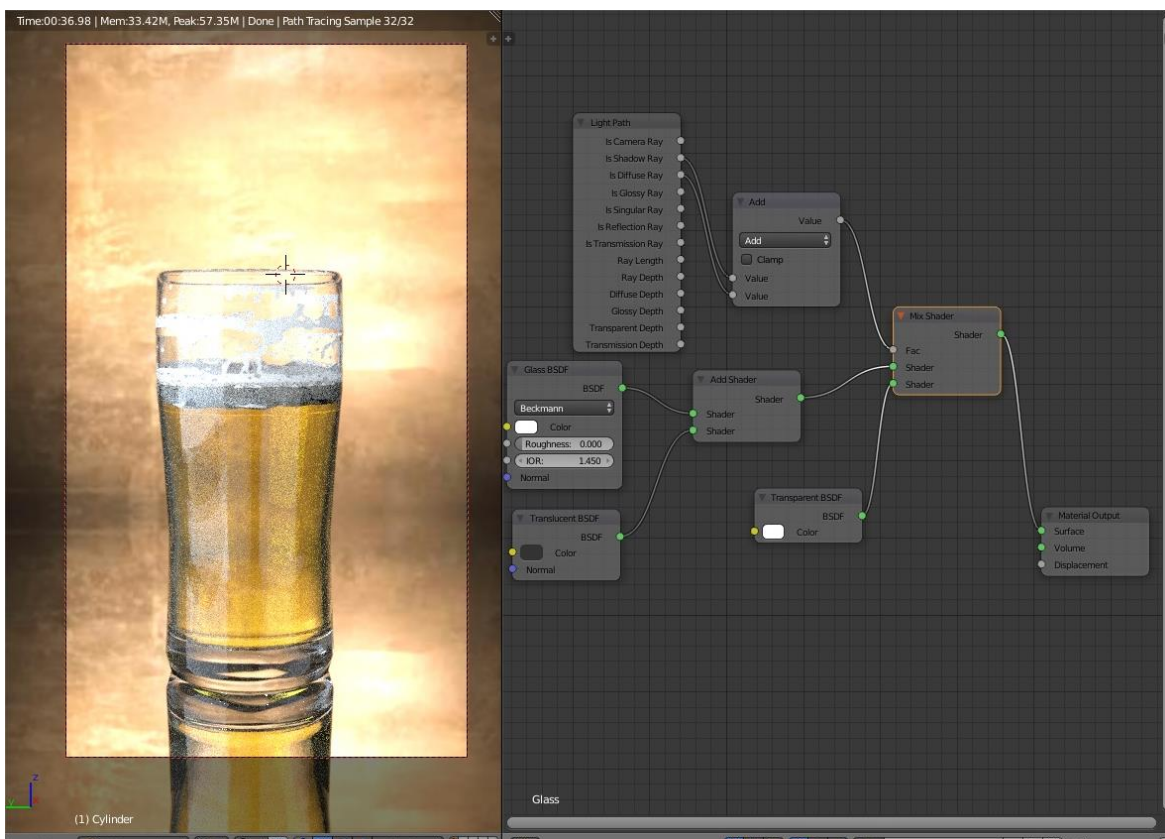 Time:00:36.98 | Mem:33.42M, Peak:57.35M | Done | Path Tracing Sample 32/32
Light Path
Is Camera Ray
Is Shadow Ray
Is Diffuse Ray
Is Glossy Ray
Is Singular Ray
Is Reflection Ray
Is Transmission Ray
Ray Length
Ray Depth
Diffuse Depth
Glossy Depth
Transparent Depth
Transmission Depth
Add
Value
Add
Clamp
Value
Value
Mix Shader
Shader
Fac
Shader
Shader
Glass BSDF
BSDF
Beckmann
Color
Roughness: 0.000
IOR: 1.450
Normal
Add Shader
Shader
Shader
Shader
Translucent BSDF
BSDF
Color
Normal
Transparent BSDF
BSDF
Color
Material Output
Surface
Volume
Displacement
z
y
(1) Cylinder
Glass